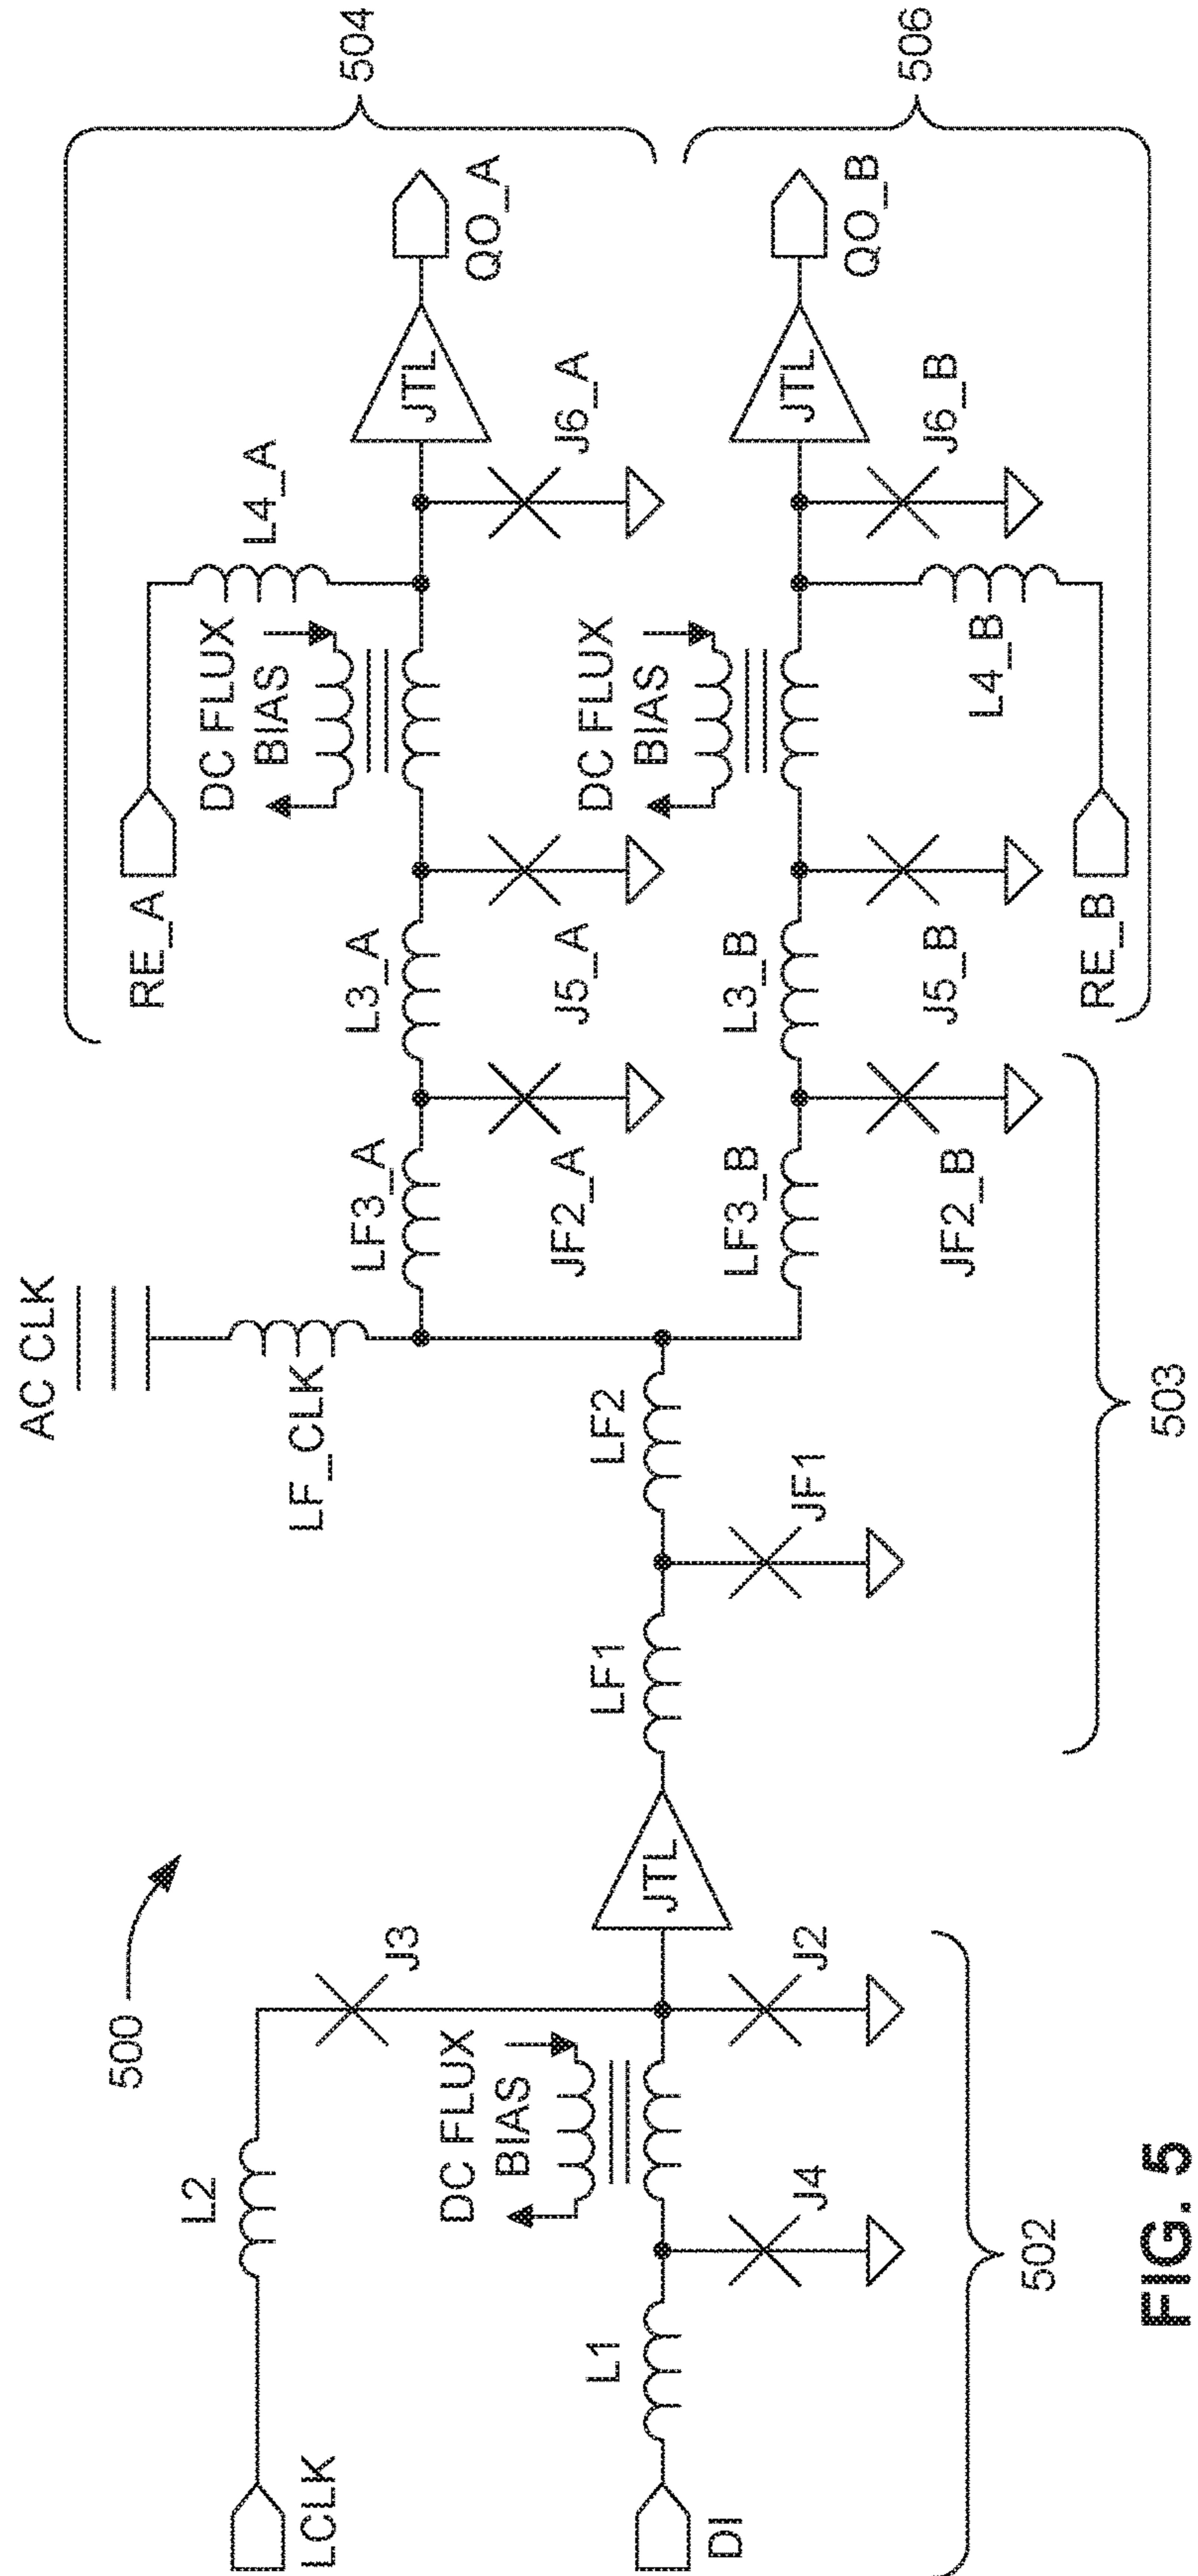 500
LCLK
L2
J3
DI
L1
J4
DC FLUX
BIAS
J2
JTL
502
LF1
JF1
LF2
AC CLK
LF_CLK
503
LF3_A
JF2_A
L3_A
J5_A
RE_A
DC FLUX
BIAS
L4_A
J6_A
JTL
QO_A
504
LF3_B
JF2_B
L3_B
J5_B
RE_B
DC FLUX
BIAS
L4_B
J6_B
JTL
QO_B
506
FIG. 5